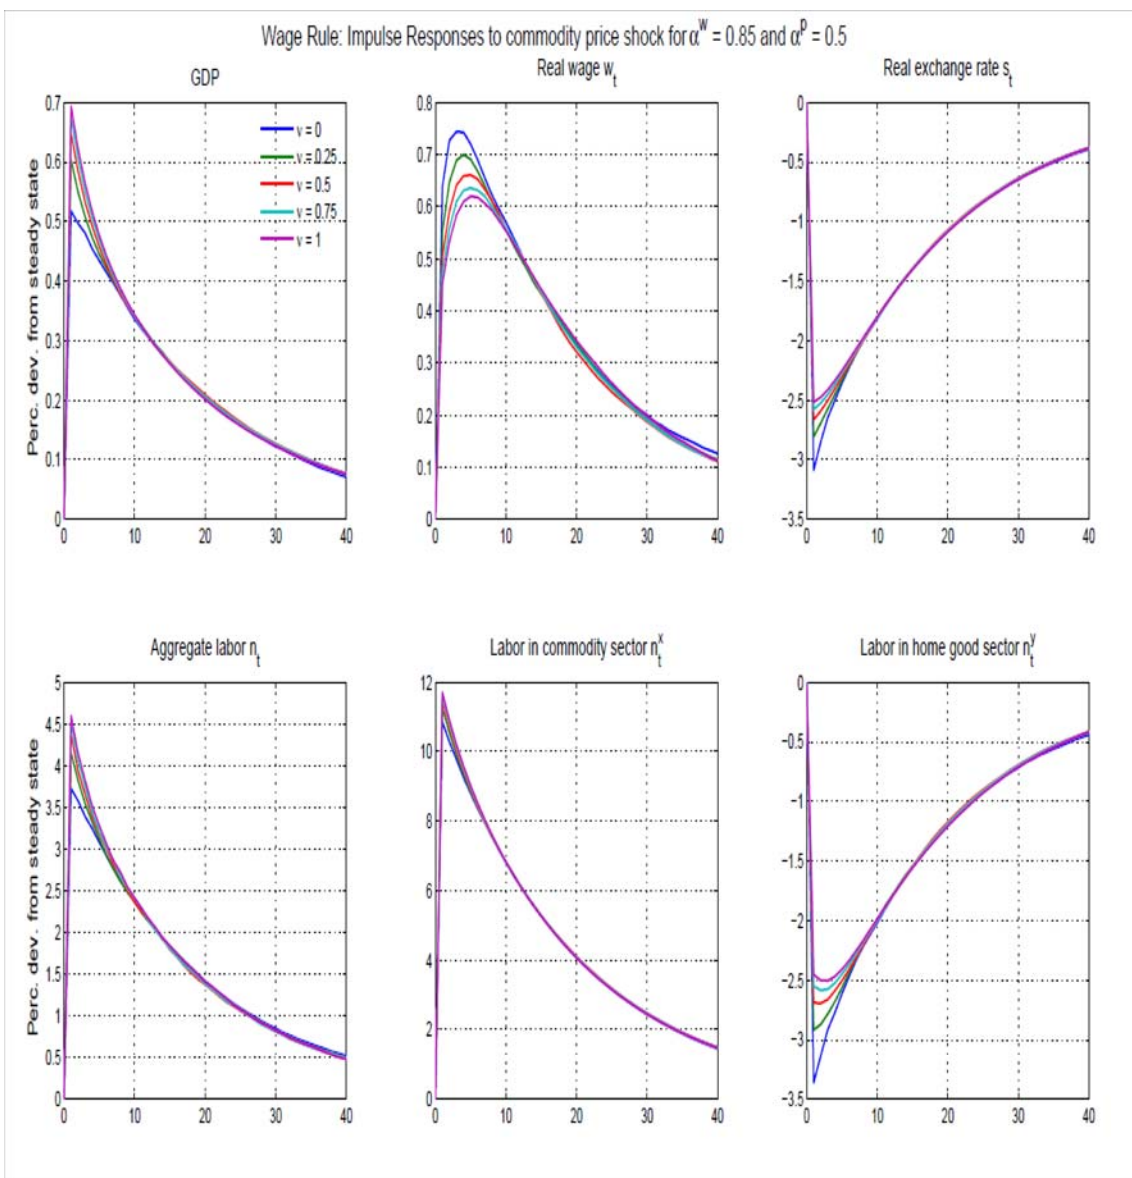 Wage Rule: Impulse Responses to commodity price shock for α^w = 0.85 and α^p = 0.5
GDP
Real wage w_t
Real exchange rate s_t
Perc. dev. from steady state
v = 0
v = 0.25
v = 0.5
v = 0.75
v = 1
0.7
0.6
0.5
0.4
0.3
0.2
0.1
0
0 10 20 30 40
0.8
0.7
0.6
0.5
0.4
0.3
0.2
0.1
0
0 10 20 30 40
0
−0.5
−1
−1.5
−2
−2.5
−3
−3.5
0 10 20 30 40
Aggregate labor n_t
Labor in commodity sector n_t^x
Labor in home good sector n_t^y
Perc. dev. from steady state
5
4.5
4
3.5
3
2.5
2
1.5
1
0.5
0
0 10 20 30 40
12
10
8
6
4
2
0
0 10 20 30 40
0
−0.5
−1
−1.5
−2
−2.5
−3
−3.5
0 10 20 30 40